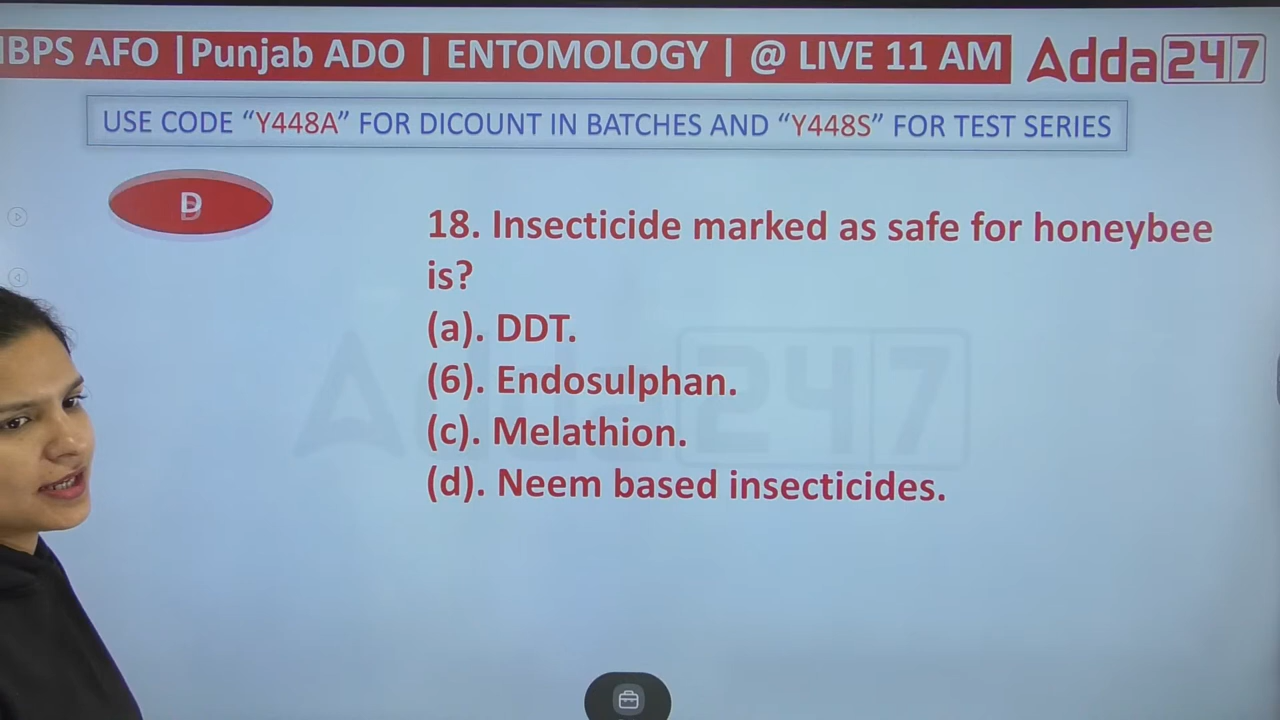 IBPS AFO | Punjab ADO | ENTOMOLOGY | @ LIVE 11 AM
Adda247
USE CODE “Y448A” FOR DICOUNT IN BATCHES AND “Y448S” FOR TEST SERIES
D
18. Insecticide marked as safe for honeybee
is?
(a). DDT.
(6). Endosulphan.
(c). Melathion.
(d). Neem based insecticides.
Adda247